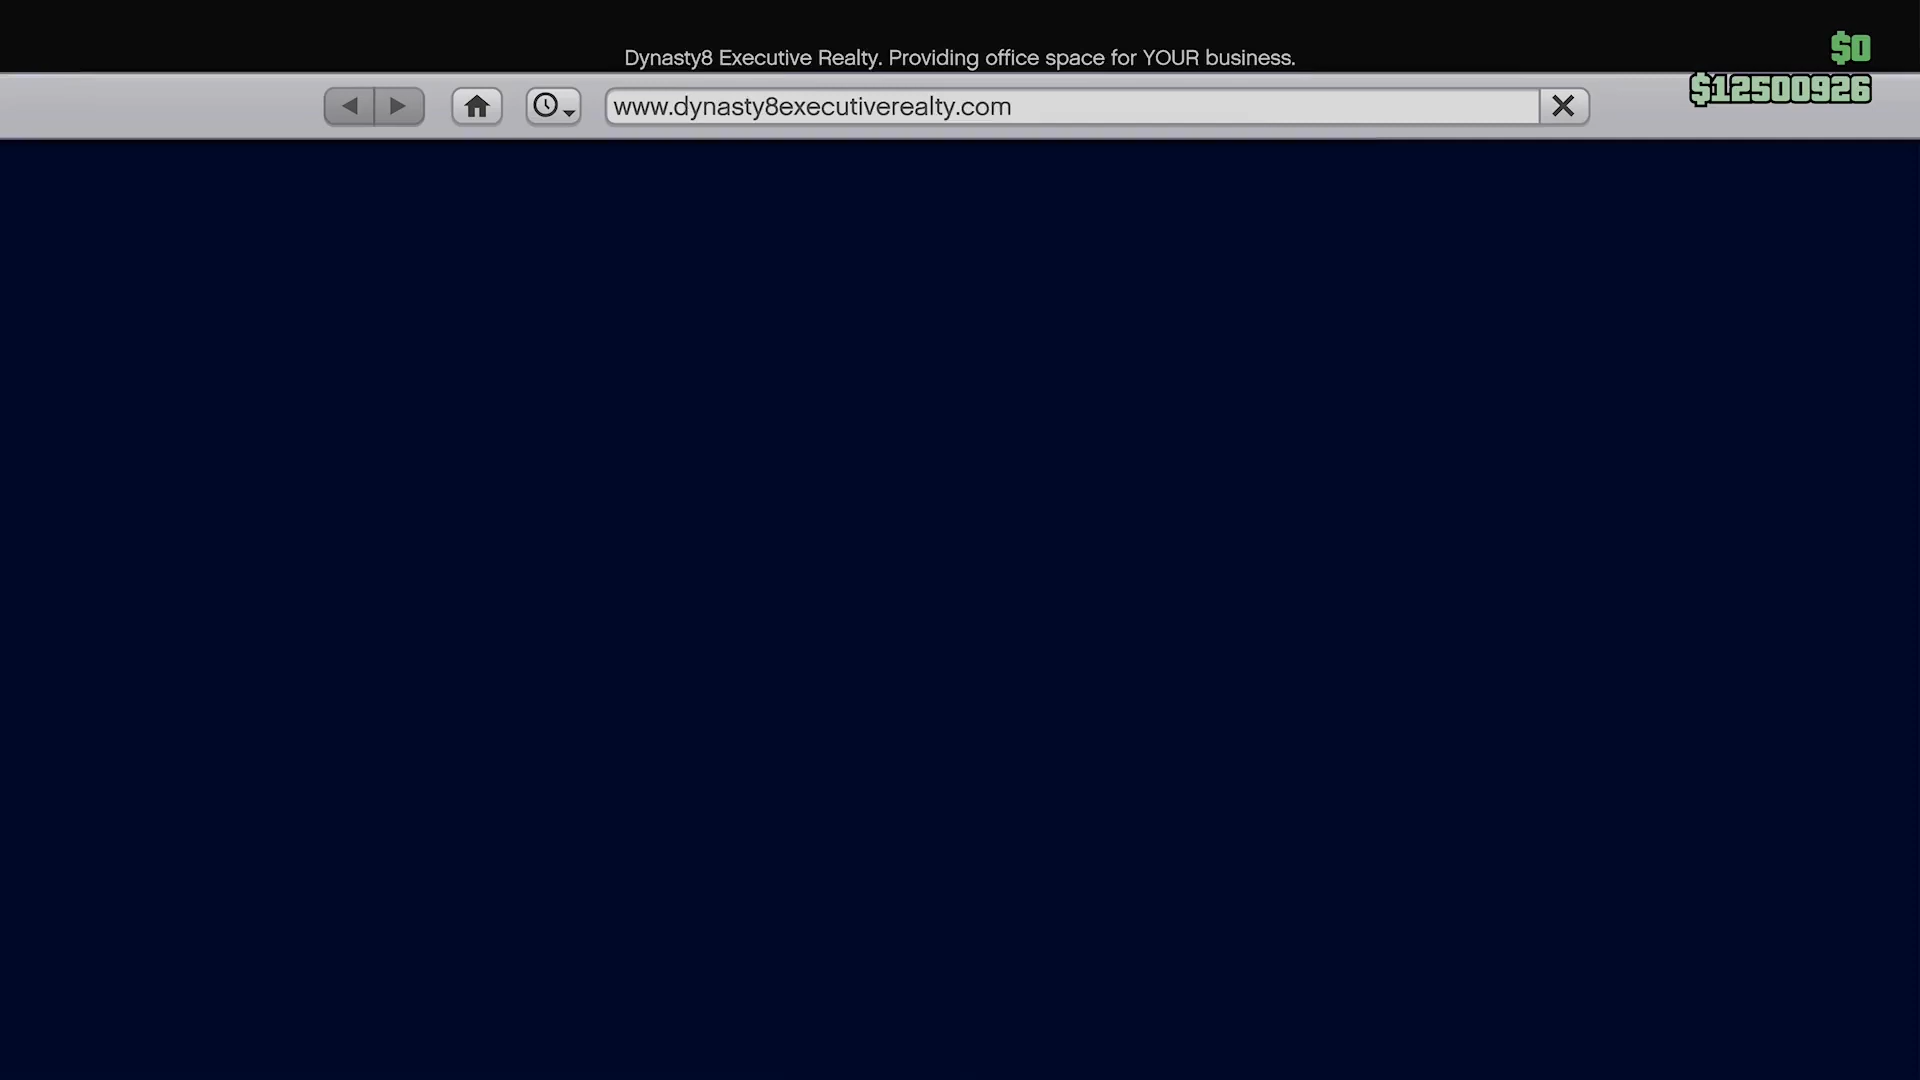 Dynasty8 Executive Realty. Providing office space for YOUR business.
$0
$12500926
www.dynasty8executiverealty.com